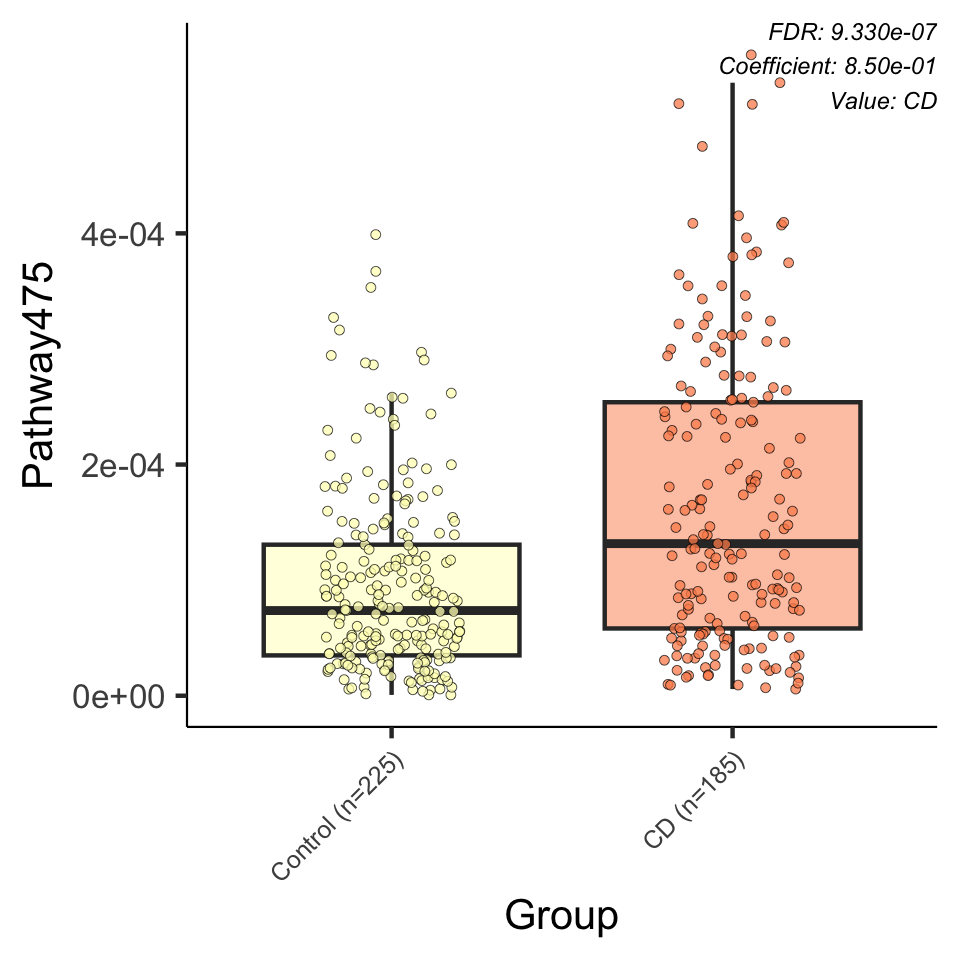 FDR: 9.330e-07
Coefficient: 8.50e-01
Value: CD
Pathway475
4e-04
2e-04
0e+00
Control (n=225)
CD (n=185)
Group